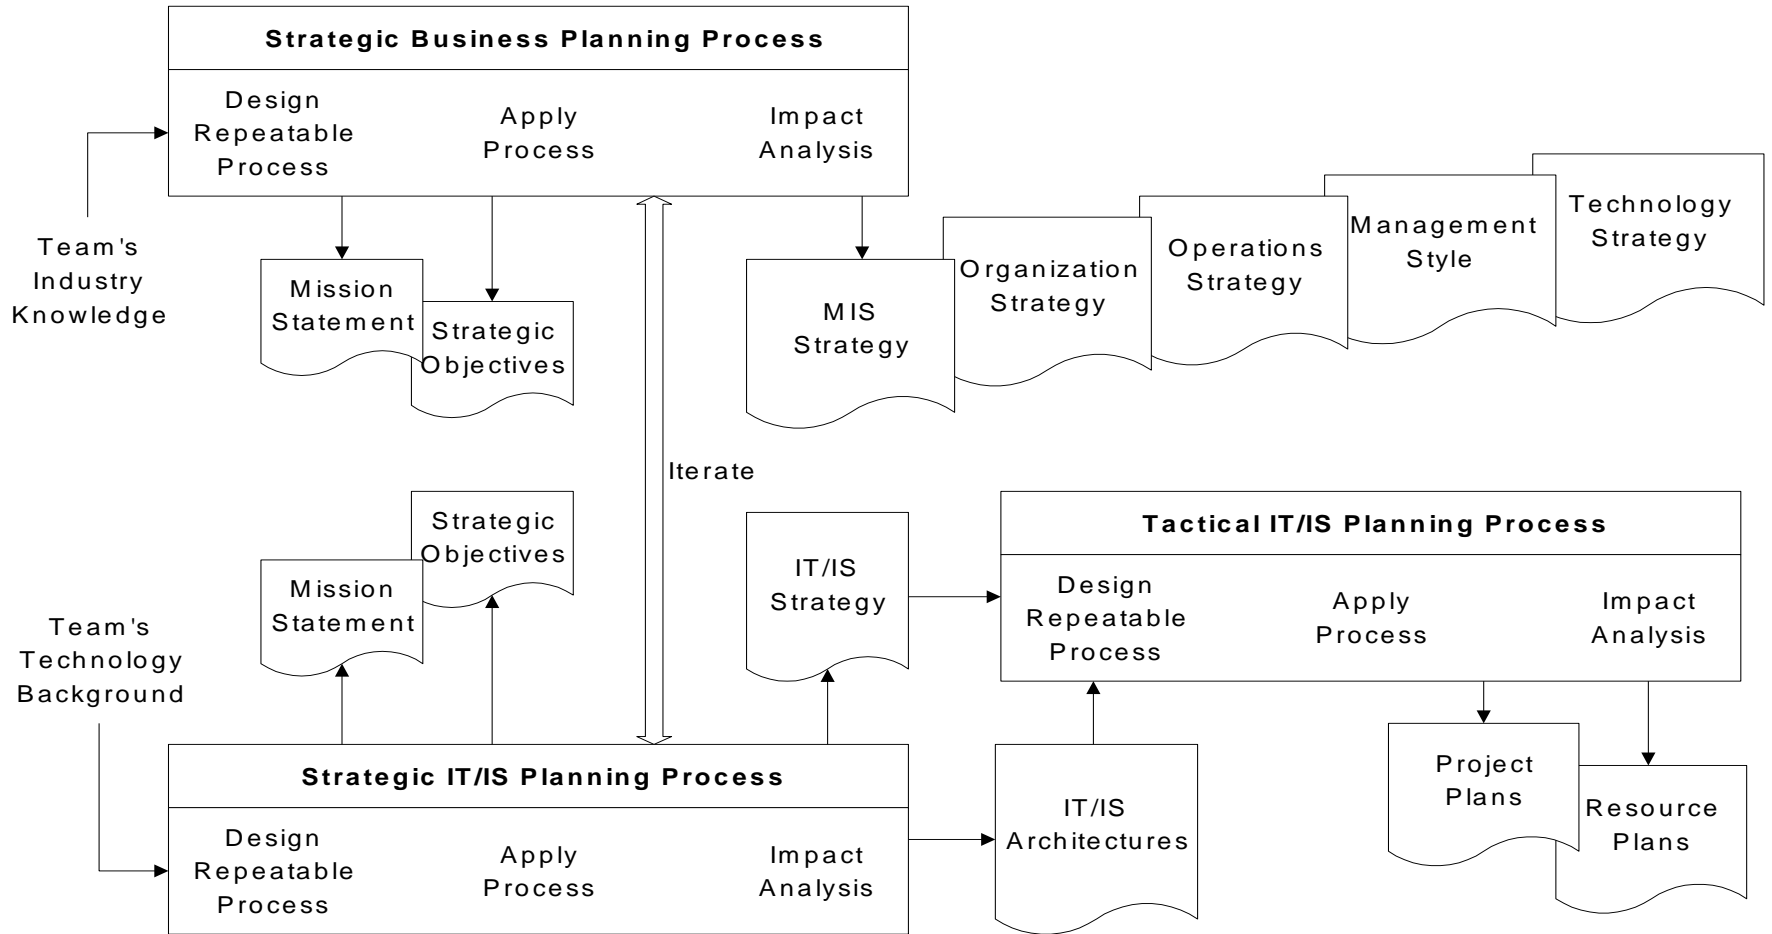 Strategic Business Planning Process
Design
Repeatable
Process
Apply
Process
Impact
Analysis
Team's
Industry
Knowledge
Mission
Statement
Strategic
Objectives
MIS
Strategy
Organization
Strategy
Operations
Strategy
Management
Style
Technology
Strategy
Iterate
Strategic
Objectives
Mission
Statement
IT/IS
Strategy
Tactical IT/IS Planning Process
Design
Repeatable
Process
Apply
Process
Impact
Analysis
Team's
Technology
Background
Strategic IT/IS Planning Process
Design
Repeatable
Process
Apply
Process
Impact
Analysis
IT/IS
Architectures
Project
Plans
Resource
Plans